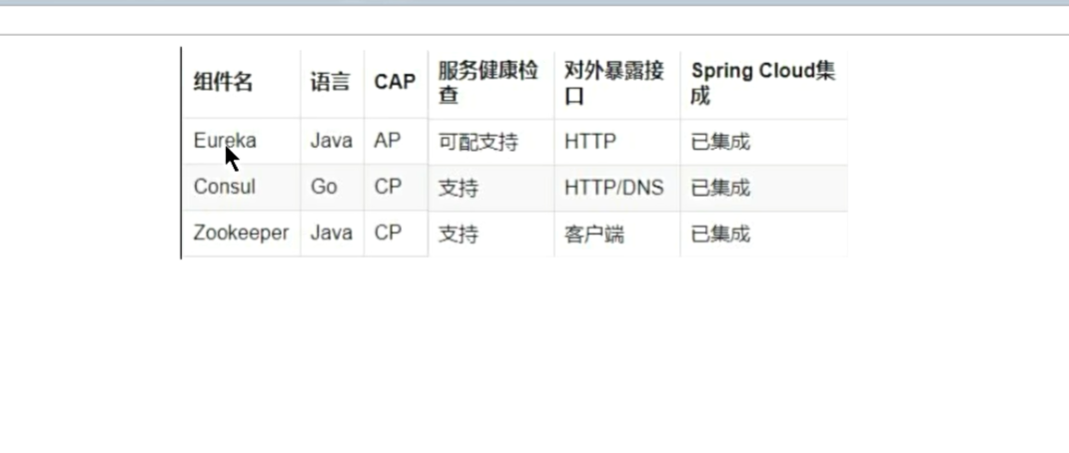 组件名 语言 CAP 服务健康检查 对外暴露接口 Spring Cloud集成
Eureka Java AP 可配支持 HTTP 已集成
Consul Go CP 支持 HTTP/DNS 已集成
Zookeeper Java CP 支持 客户端 已集成